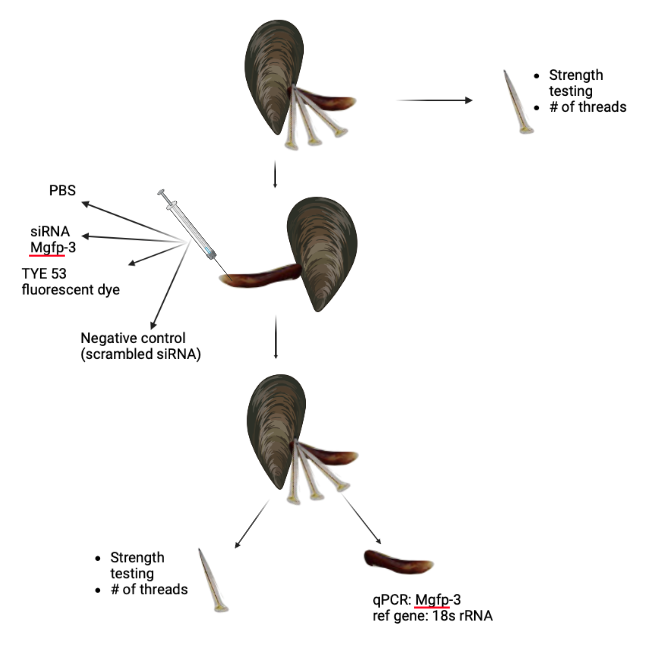 • Strength
testing
• # of threads
PBS
siRNA
Mgfp-3
TYE 53
fluorescent dye
Negative control
(scrambled siRNA)
• Strength
testing
• # of threads
qPCR: Mgfp-3
ref gene: 18s rRNA